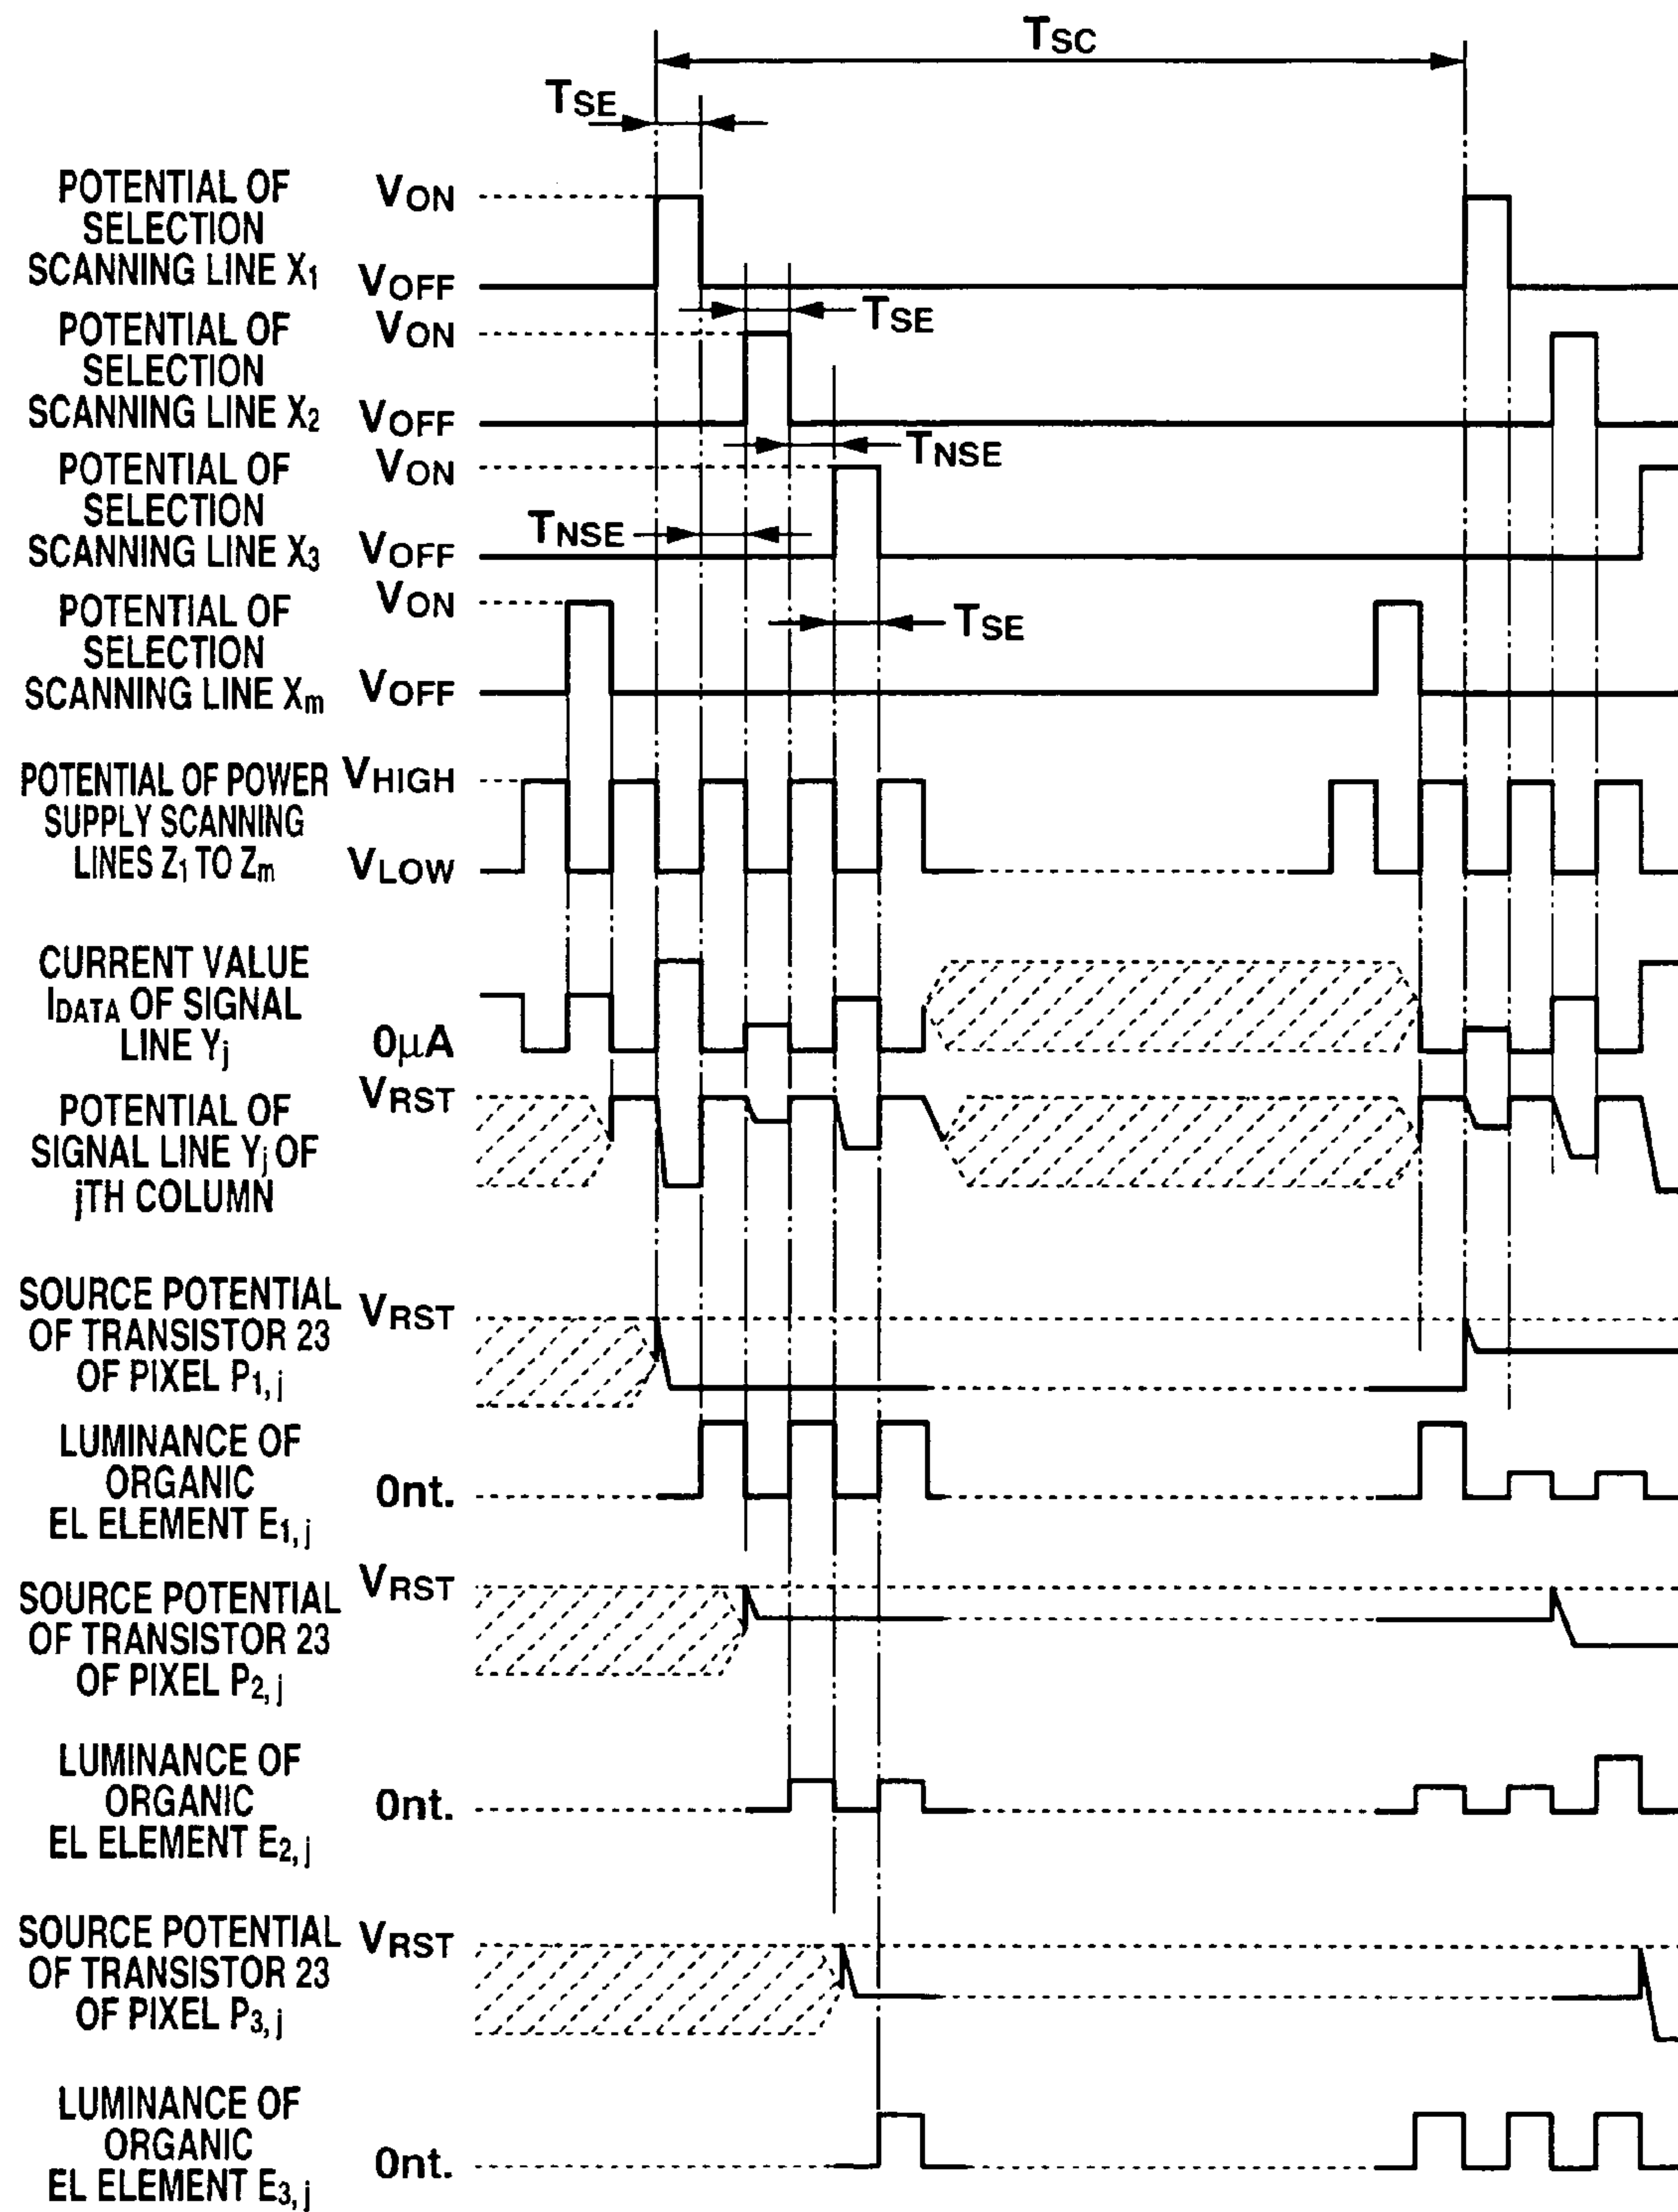 TSC
TSE
POTENTIAL OF
SELECTION
SCANNING LINE X1
VON
VOFF
TSE
POTENTIAL OF
SELECTION
SCANNING LINE X2
VON
VOFF
TNSE
POTENTIAL OF
SELECTION
SCANNING LINE X3
VON
TNSE
VOFF
POTENTIAL OF
SELECTION
SCANNING LINE Xm
VON
TSE
VOFF
POTENTIAL OF POWER
SUPPLY SCANNING
LINES Z1 TO Zm
VHIGH
VLOW
CURRENT VALUE
IDATA OF SIGNAL
LINE Yj
0μA
POTENTIAL OF
SIGNAL LINE Yj OF
jTH COLUMN
VRST
SOURCE POTENTIAL
OF TRANSISTOR 23
OF PIXEL P1, j
VRST
LUMINANCE OF
ORGANIC
EL ELEMENT E1, j
0nt.
SOURCE POTENTIAL
OF TRANSISTOR 23
OF PIXEL P2, j
VRST
LUMINANCE OF
ORGANIC
EL ELEMENT E2, j
0nt.
SOURCE POTENTIAL
OF TRANSISTOR 23
OF PIXEL P3, j
VRST
LUMINANCE OF
ORGANIC
EL ELEMENT E3, j
0nt.